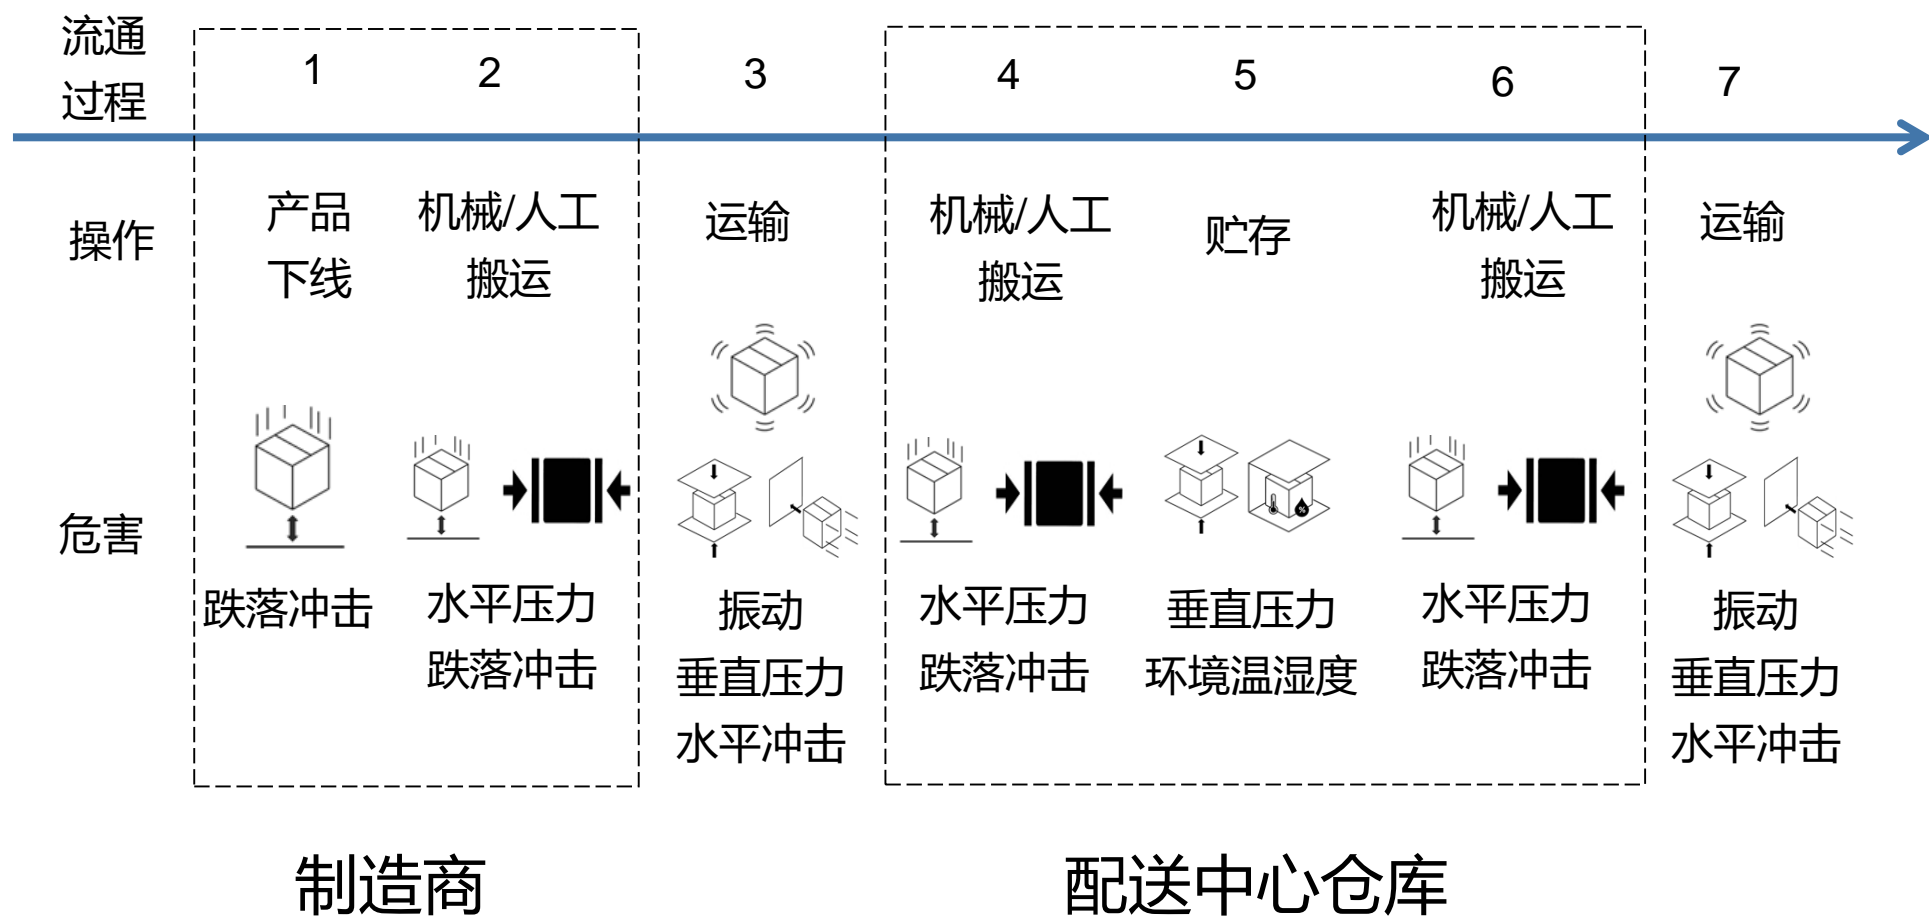 流通
过程
1
2
3
4
5
6
7
操作
产品
下线
机械/人工
搬运
运输
机械/人工
搬运
贮存
机械/人工
搬运
运输
危害
跌落冲击
水平压力
跌落冲击
振动
垂直压力
水平冲击
水平压力
跌落冲击
%
垂直压力
环境温湿度
水平压力
跌落冲击
振动
垂直压力
水平冲击
制造商
配送中心仓库